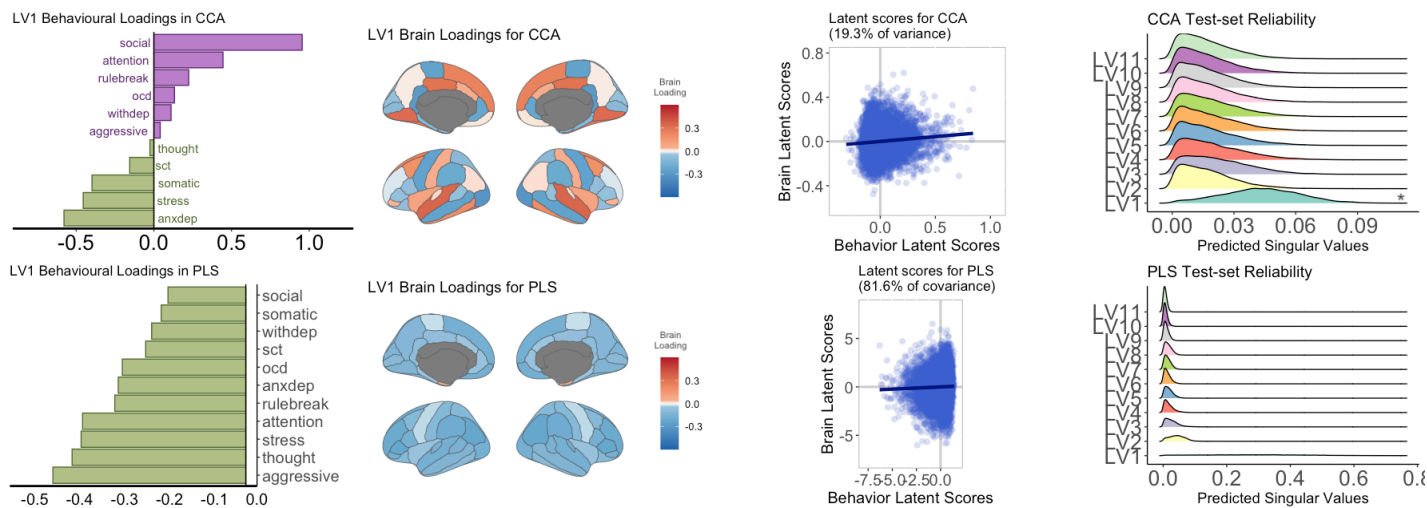 LV1 Behavioural Loadings in CCA
social
attention
rulebreak
ocd
withdep
aggressive
thought
sct
somatic
stress
anxdep
-0.5 0.0 0.5 1.0
LV1 Brain Loadings for CCA
Brain
Loading
0.3
0.0
-0.3
Latent scores for CCA
(19.3% of variance)
Brain Latent Scores
0.8
0.4
0.0
-0.4
0.0 0.5 1.0
Behavior Latent Scores
CCA Test-set Reliability
LV11
LV10
LV9
LV8
LV7
LV6
LV5
LV4
LV3
LV2
LV1
*
0.00 0.03 0.06 0.09
Predicted Singular Values
LV1 Behavioural Loadings in PLS
social
somatic
withdep
sct
ocd
anxdep
rulebreak
attention
stress
thought
aggressive
-0.5 -0.4 -0.3 -0.2 -0.1 0.0
LV1 Brain Loadings for PLS
Brain
Loading
0.3
0.0
-0.3
Latent scores for PLS
(81.6% of covariance)
Brain Latent Scores
5
0
-5
-7.5 -5.0 -2.5 0.0
Behavior Latent Scores
PLS Test-set Reliability
LV11
LV10
LV9
LV8
LV7
LV6
LV5
LV4
LV3
LV2
LV1
0.0 0.2 0.4 0.6 0.8
Predicted Singular Values